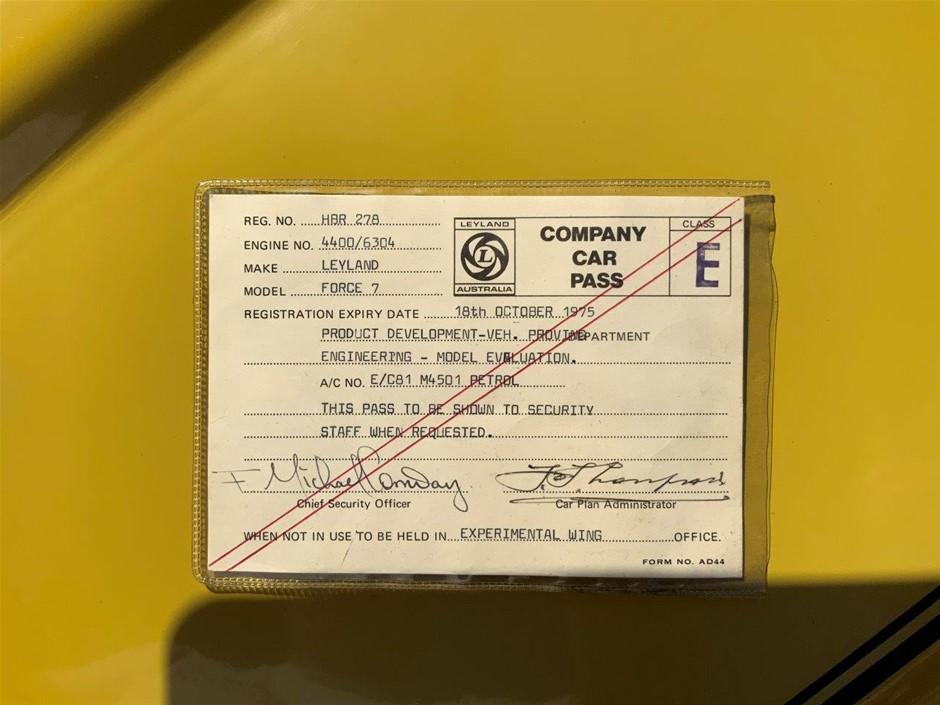 REG. NO. HBR 278
ENGINE NO. 4400/6304
MAKE LEYLAND
MODEL FORCE 7
LEYLAND
L
AUSTRALIA
COMPANY
CAR
PASS
CLASS
E
REGISTRATION EXPIRY DATE 18th OCTOBER 1975
PRODUCT DEVELOPMENT-VEH. PROVING DEPARTMENT
ENGINEERING - MODEL EVALUATION.
A/C NO. E/C81 M4501 PETROL
THIS PASS TO BE SHOWN TO SECURITY
STAFF WHEN REQUESTED.
F Michael Conway
Chief Security Officer
Car Plan Administrator
WHEN NOT IN USE TO BE HELD IN EXPERIMENTAL WING OFFICE.
FORM NO. AD44